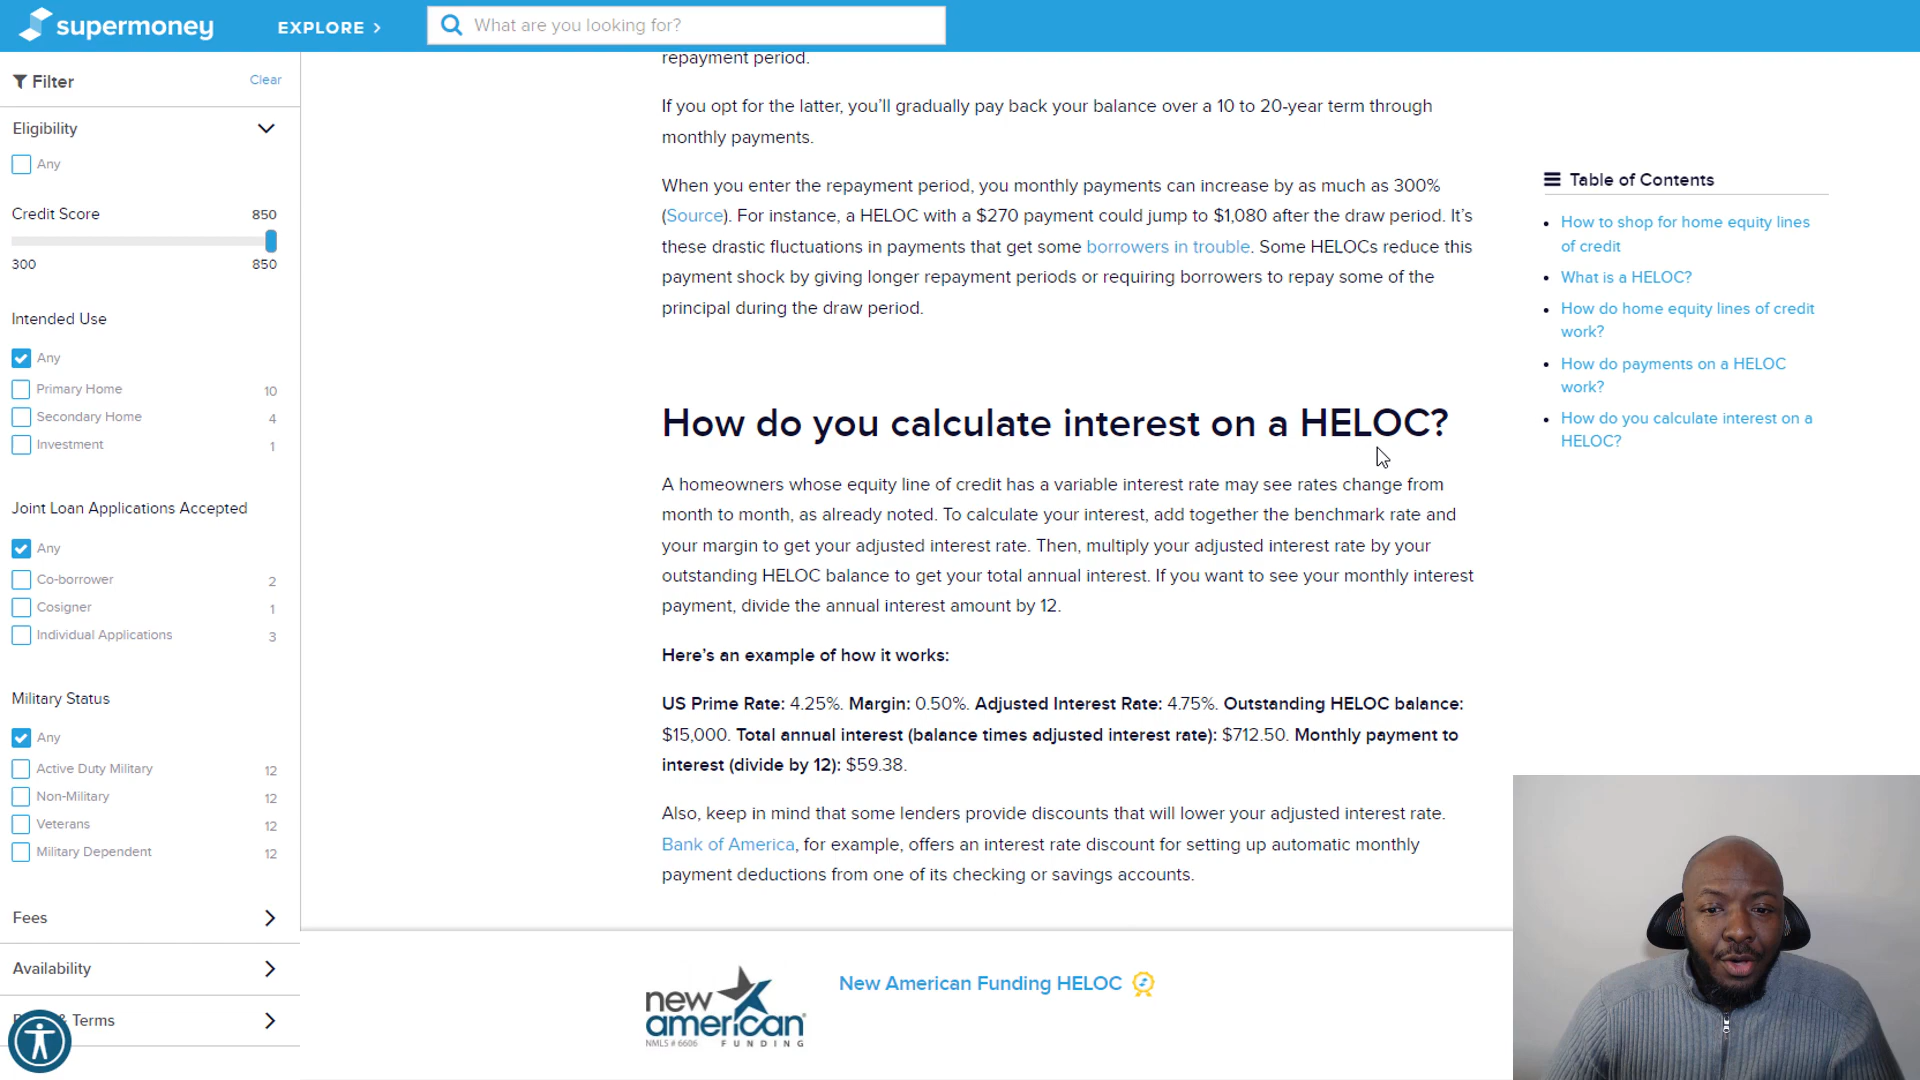 supermoney
EXPLORE >
What are you looking for?
Filter
Clear
Eligibility
Any
Credit Score
850
300
850
Intended Use
Any
Primary Home
10
Secondary Home
4
Investment
1
Joint Loan Applications Accepted
Any
Co-borrower
2
Cosigner
1
Individual Applications
3
Military Status
Any
Active Duty Military
12
Non-Military
12
Veterans
12
Military Dependent
12
Fees
Availability
& Terms
repayment period.
If you opt for the latter, you’ll gradually pay back your balance over a 10 to 20-year term through
monthly payments.
When you enter the repayment period, you monthly payments can increase by as much as 300%
(Source). For instance, a HELOC with a $270 payment could jump to $1,080 after the draw period. It’s
these drastic fluctuations in payments that get some borrowers in trouble. Some HELOCs reduce this
payment shock by giving longer repayment periods or requiring borrowers to repay some of the
principal during the draw period.
How do you calculate interest on a HELOC?
A homeowners whose equity line of credit has a variable interest rate may see rates change from
month to month, as already noted. To calculate your interest, add together the benchmark rate and
your margin to get your adjusted interest rate. Then, multiply your adjusted interest rate by your
outstanding HELOC balance to get your total annual interest. If you want to see your monthly interest
payment, divide the annual interest amount by 12.
Here’s an example of how it works:
US Prime Rate: 4.25%. Margin: 0.50%. Adjusted Interest Rate: 4.75%. Outstanding HELOC balance:
$15,000. Total annual interest (balance times adjusted interest rate): $712.50. Monthly payment to
interest (divide by 12): $59.38.
Also, keep in mind that some lenders provide discounts that will lower your adjusted interest rate.
Bank of America, for example, offers an interest rate discount for setting up automatic monthly
payment deductions from one of its checking or savings accounts.
Table of Contents
How to shop for home equity lines
of credit
What is a HELOC?
How do home equity lines of credit
work?
How do payments on a HELOC
work?
How do you calculate interest on a
HELOC?
new
american
FUNDING
NMLS # 6606
New American Funding HELOC